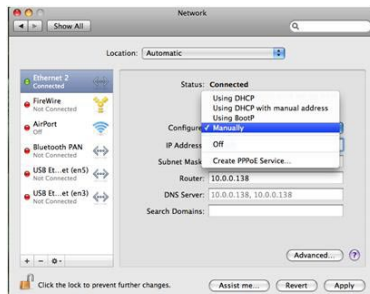 Network
Show All
Location: Automatic
Ethernet 2
Connected
FireWire
Not Connected
AirPort
Off
Bluetooth PAN
Not Connected
USB Et...et (en5)
Not Connected
USB Et...et (en3)
Not Connected
Status: Connected
Using DHCP
Using DHCP with manual address
Using BootP
Configure ✓ Manually
Off
Create PPPoE Service...
IP Address
Subnet Mask
Router: 10.0.0.138
DNS Server: 10.0.0.138, 10.0.0.138
Search Domains:
Advanced... ?
+ -
Click the lock to prevent further changes.
Assist me... Revert Apply